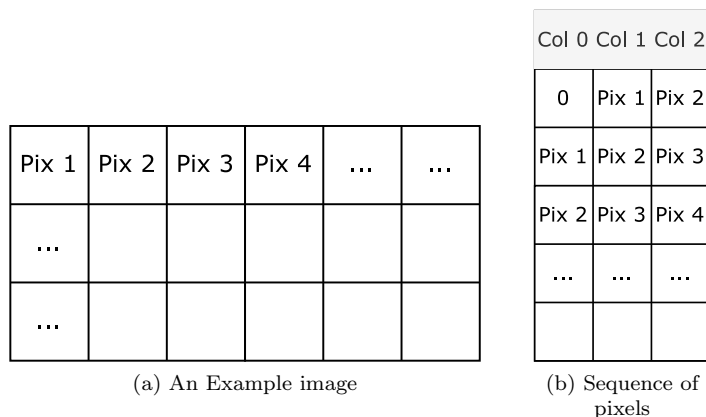 Pix 1 Pix 2 Pix 3 Pix 4 ... ...
...
...
(a) An Example image
Col 0 Col 1 Col 2
0 Pix 1 Pix 2
Pix 1 Pix 2 Pix 3
Pix 2 Pix 3 Pix 4
... ... ...
(b) Sequence of
pixels